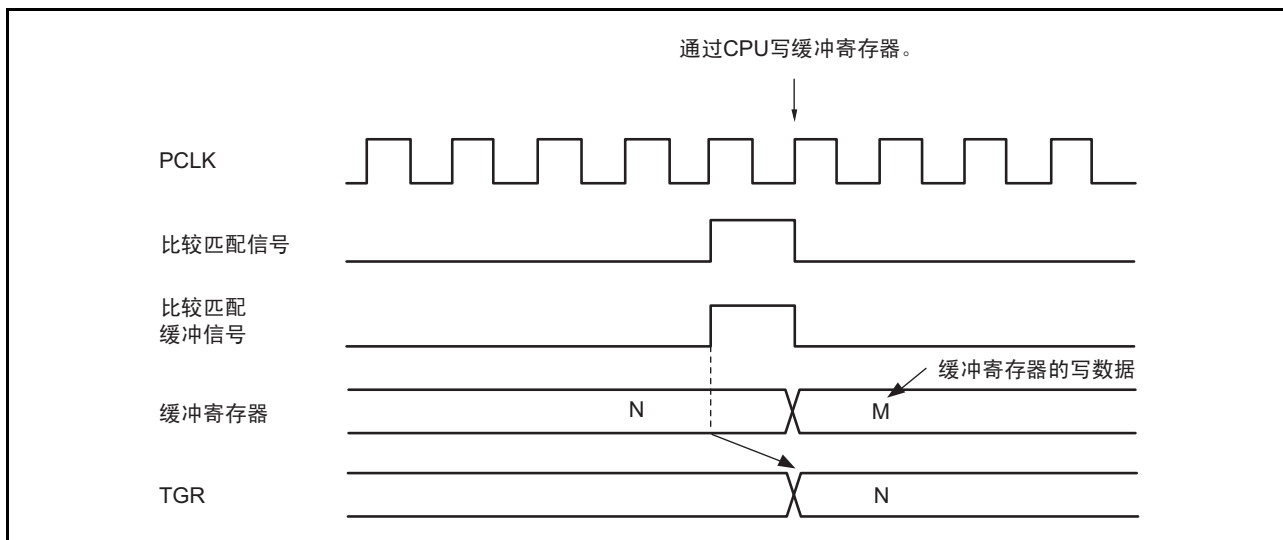 通过CPU写缓冲寄存器。
PCLK
比较匹配信号
比较匹配
缓冲信号
缓冲寄存器的写数据
缓冲寄存器
N
M
TGR
N